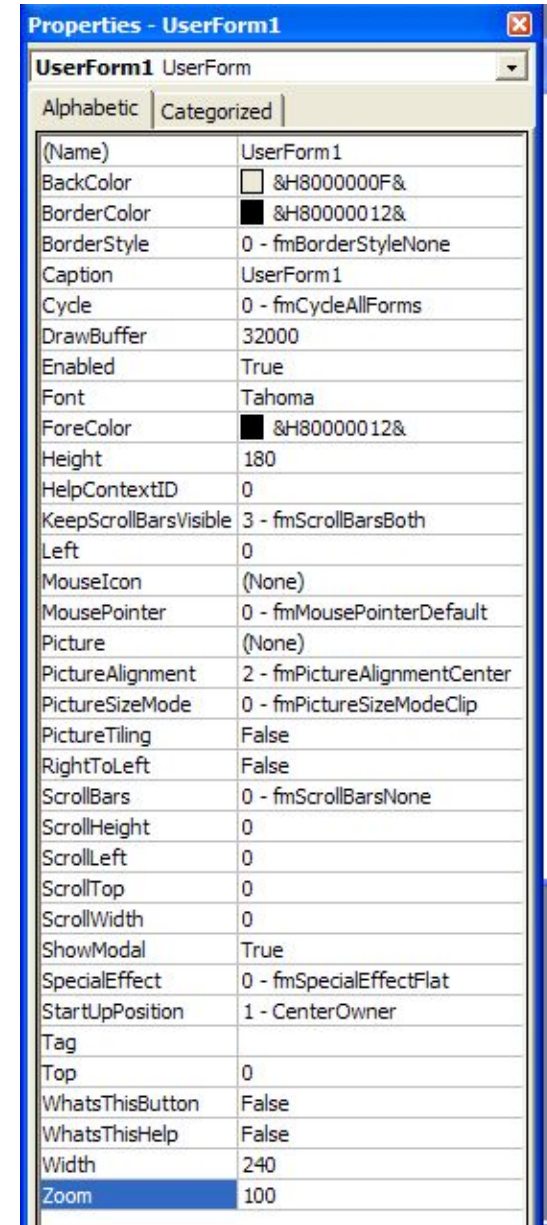 Properties - UserForm1
UserForm1 UserForm
Alphabetic Categorized
(Name) UserForm1
BackColor &H8000000F&
BorderColor &H80000012&
BorderStyle 0 - fmBorderStyleNone
Caption UserForm1
Cycle 0 - fmCycleAllForms
DrawBuffer 32000
Enabled True
Font Tahoma
ForeColor &H80000012&
Height 180
HelpContextID 0
KeepScrollBarsVisible 3 - fmScrollBarsBoth
Left 0
MouseIcon (None)
MousePointer 0 - fmMousePointerDefault
Picture (None)
PictureAlignment 2 - fmPictureAlignmentCenter
PictureSizeMode 0 - fmPictureSizeModeClip
PictureTiling False
RightToLeft False
ScrollBars 0 - fmScrollBarsNone
ScrollHeight 0
ScrollLeft 0
ScrollTop 0
ScrollWidth 0
ShowModal True
SpecialEffect 0 - fmSpecialEffectFlat
StartUpPosition 1 - CenterOwner
Tag
Top 0
WhatsThisButton False
WhatsThisHelp False
Width 240
Zoom 100